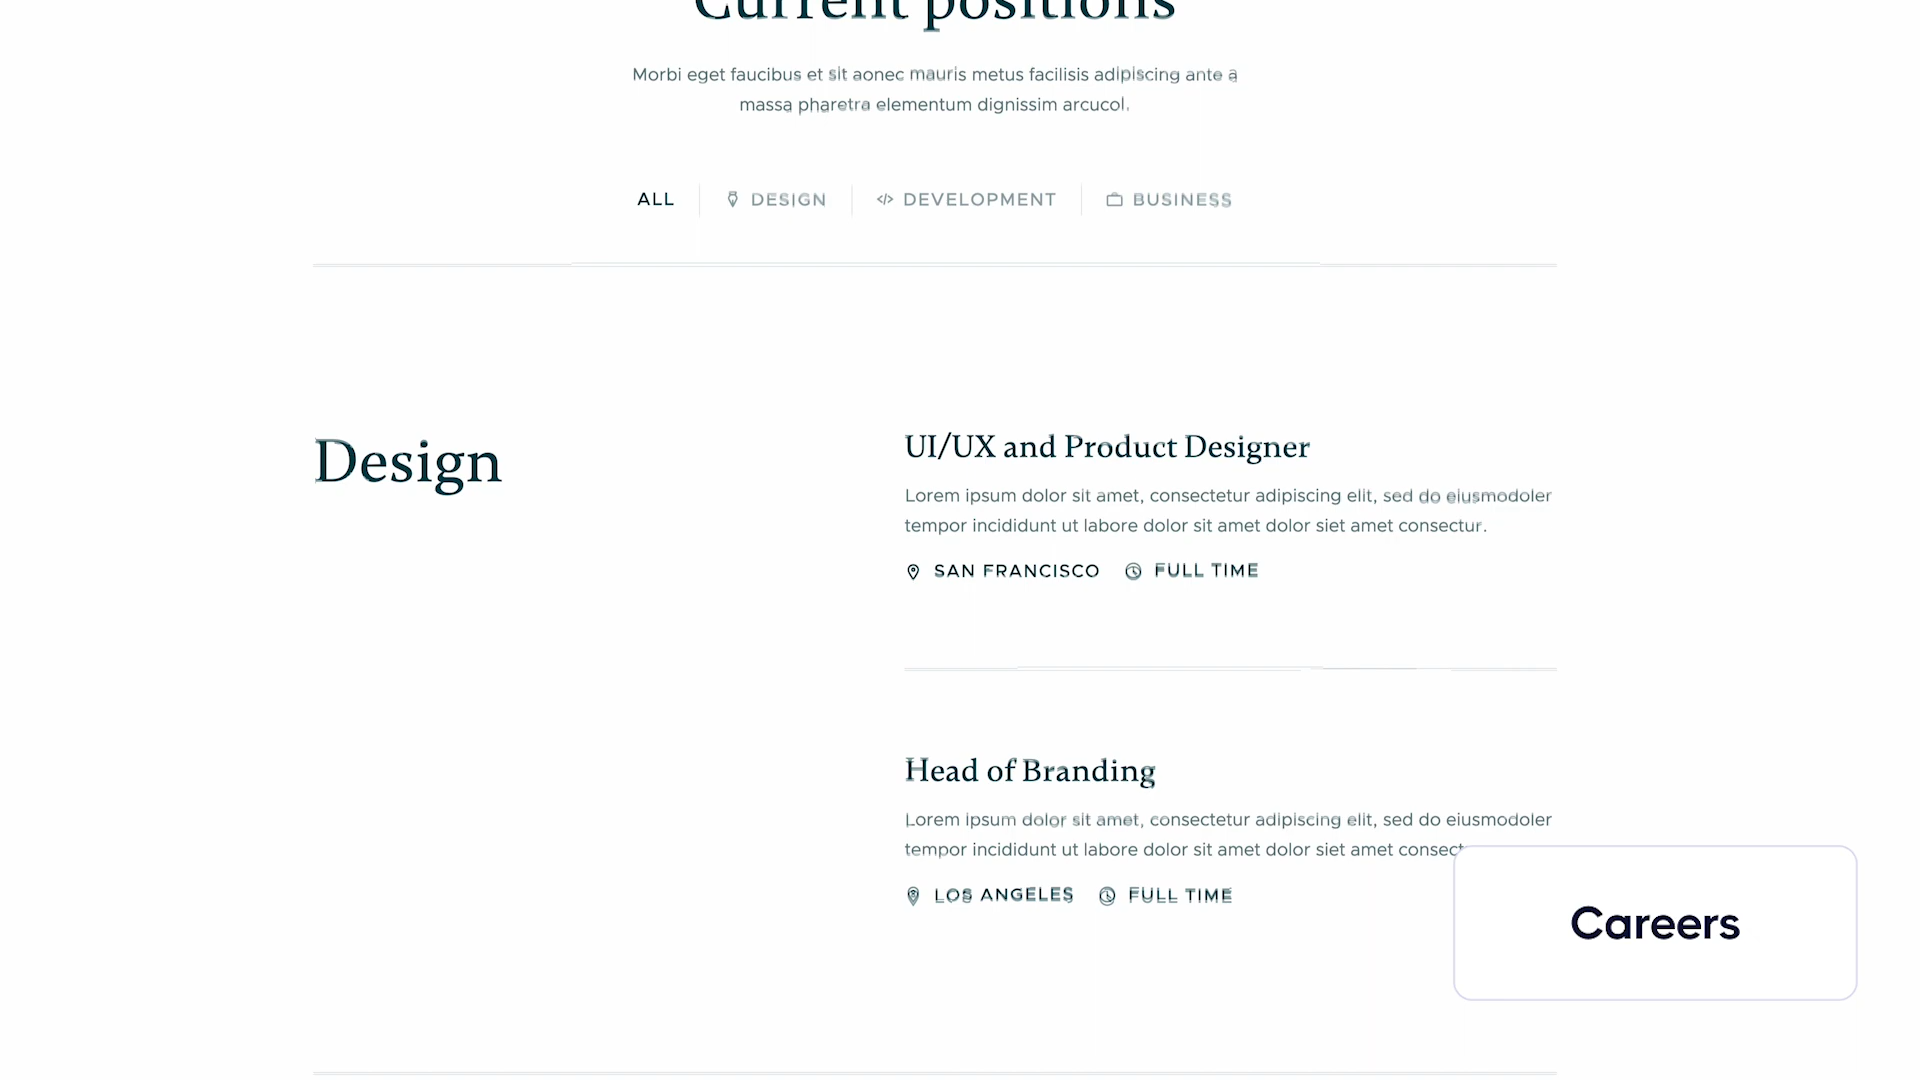 Current positions
Morbi eget faucibus et sit aonec mauris metus facilisis adipiscing ante a
massa pharetra elementum dignissim arcucol.
ALL
DESIGN
</> DEVELOPMENT
BUSINESS
Design
UI/UX and Product Designer
Lorem ipsum dolor sit amet, consectetur adipiscing elit, sed do eiusmodoler
tempor incididunt ut labore dolor sit amet dolor siet amet consectur.
SAN FRANCISCO
FULL TIME
Head of Branding
Lorem ipsum dolor sit amet, consectetur adipiscing elit, sed do eiusmodoler
tempor incididunt ut labore dolor sit amet dolor siet amet
LOS ANGELES
FULL TIME
Careers